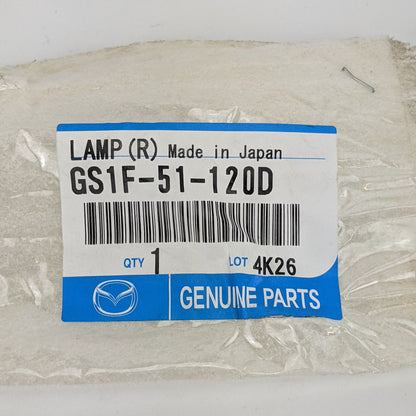 LAMP(R) Made in Japan
GS1F-51-120D
QTY 1 LOT 4K26
GENUINE PARTS